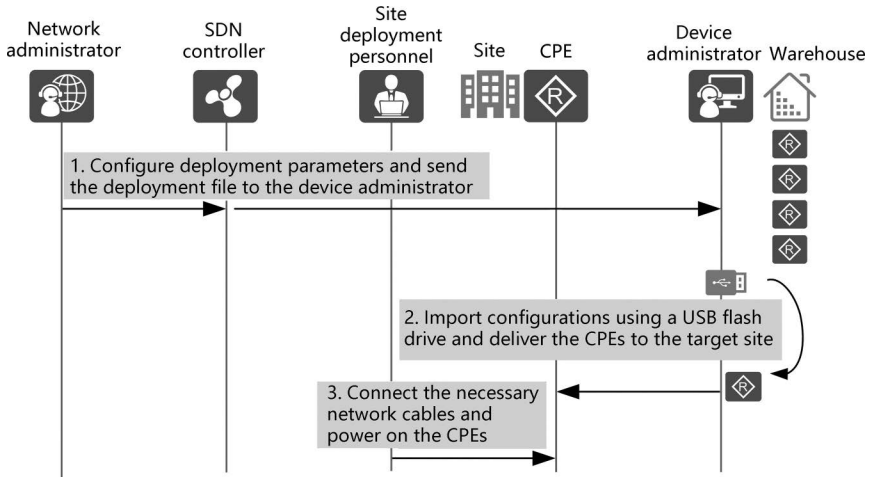 Network
administrator
SDN
controller
Site
deployment
personnel
Site
CPE
Device
administrator
Warehouse
R
R
R
R
R
1. Configure deployment parameters and send
the deployment file to the device administrator
2. Import configurations using a USB flash
drive and deliver the CPEs to the target site
R
3. Connect the necessary
network cables and
power on the CPEs